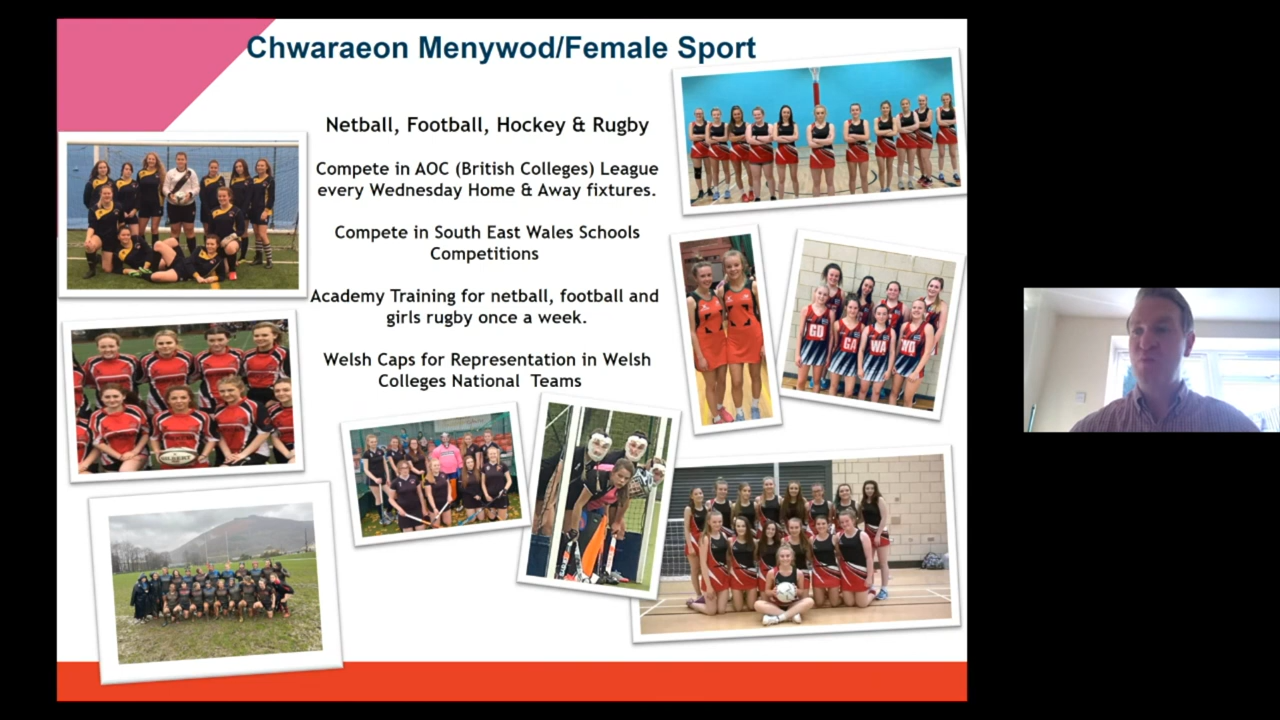 Chwaraeon Menywod/Female Sport
Netball, Football, Hockey & Rugby
Compete in AOC (British Colleges) League
every Wednesday Home & Away fixtures.
Compete in South East Wales Schools
Competitions
Academy Training for netball, football and
girls rugby once a week.
Welsh Caps for Representation in Welsh
Colleges National Teams
GD
GA
WA
WD